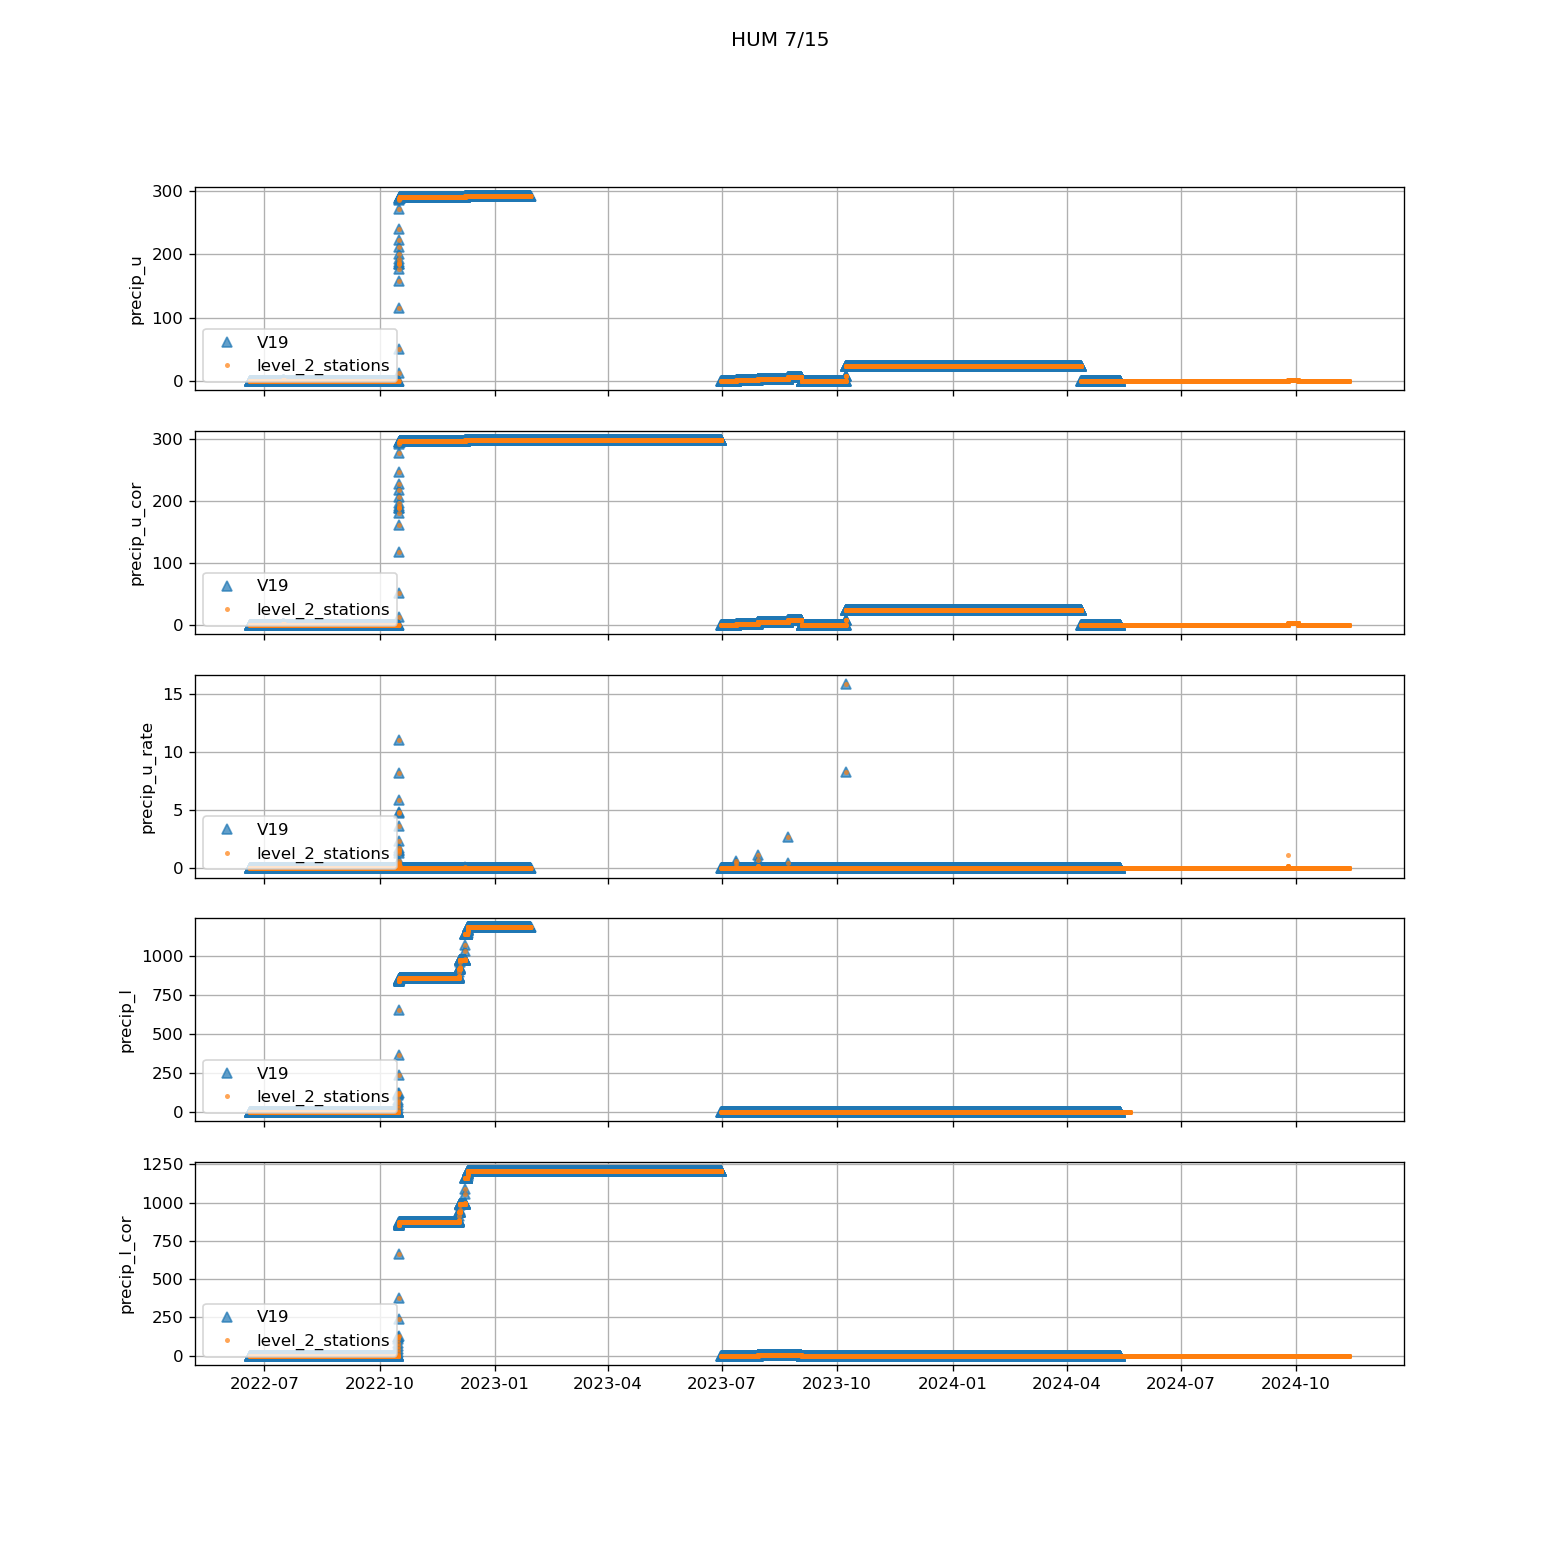 HUM 7/15
300
200
100
0
precip_u
V19
level_2_stations
300
200
100
0
precip_u_cor
V19
level_2_stations
15
10
5
0
precip_u_rate
V19
level_2_stations
1000
750
500
250
0
precip_l
V19
level_2_stations
1250
1000
750
500
250
0
precip_l_cor
V19
level_2_stations
2022-07 2022-10 2023-01 2023-04 2023-07 2023-10 2024-01 2024-04 2024-07 2024-10